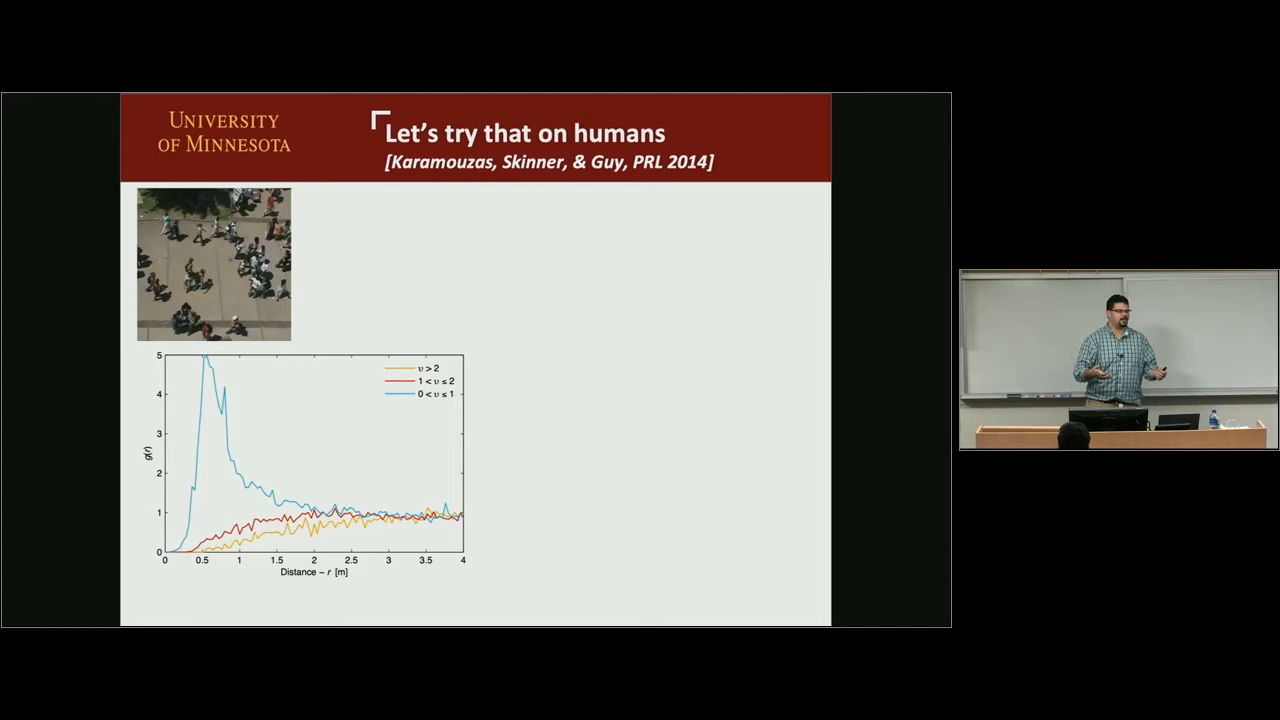 UNIVERSITY
OF MINNESOTA
Let's try that on humans
[Karamouzas, Skinner, & Guy, PRL 2014]
5
4
3
2
1
0
g(r)
υ > 2
1 < υ ≤ 2
0 < υ ≤ 1
0 0.5 1 1.5 2 2.5 3 3.5 4
Distance – r [m]